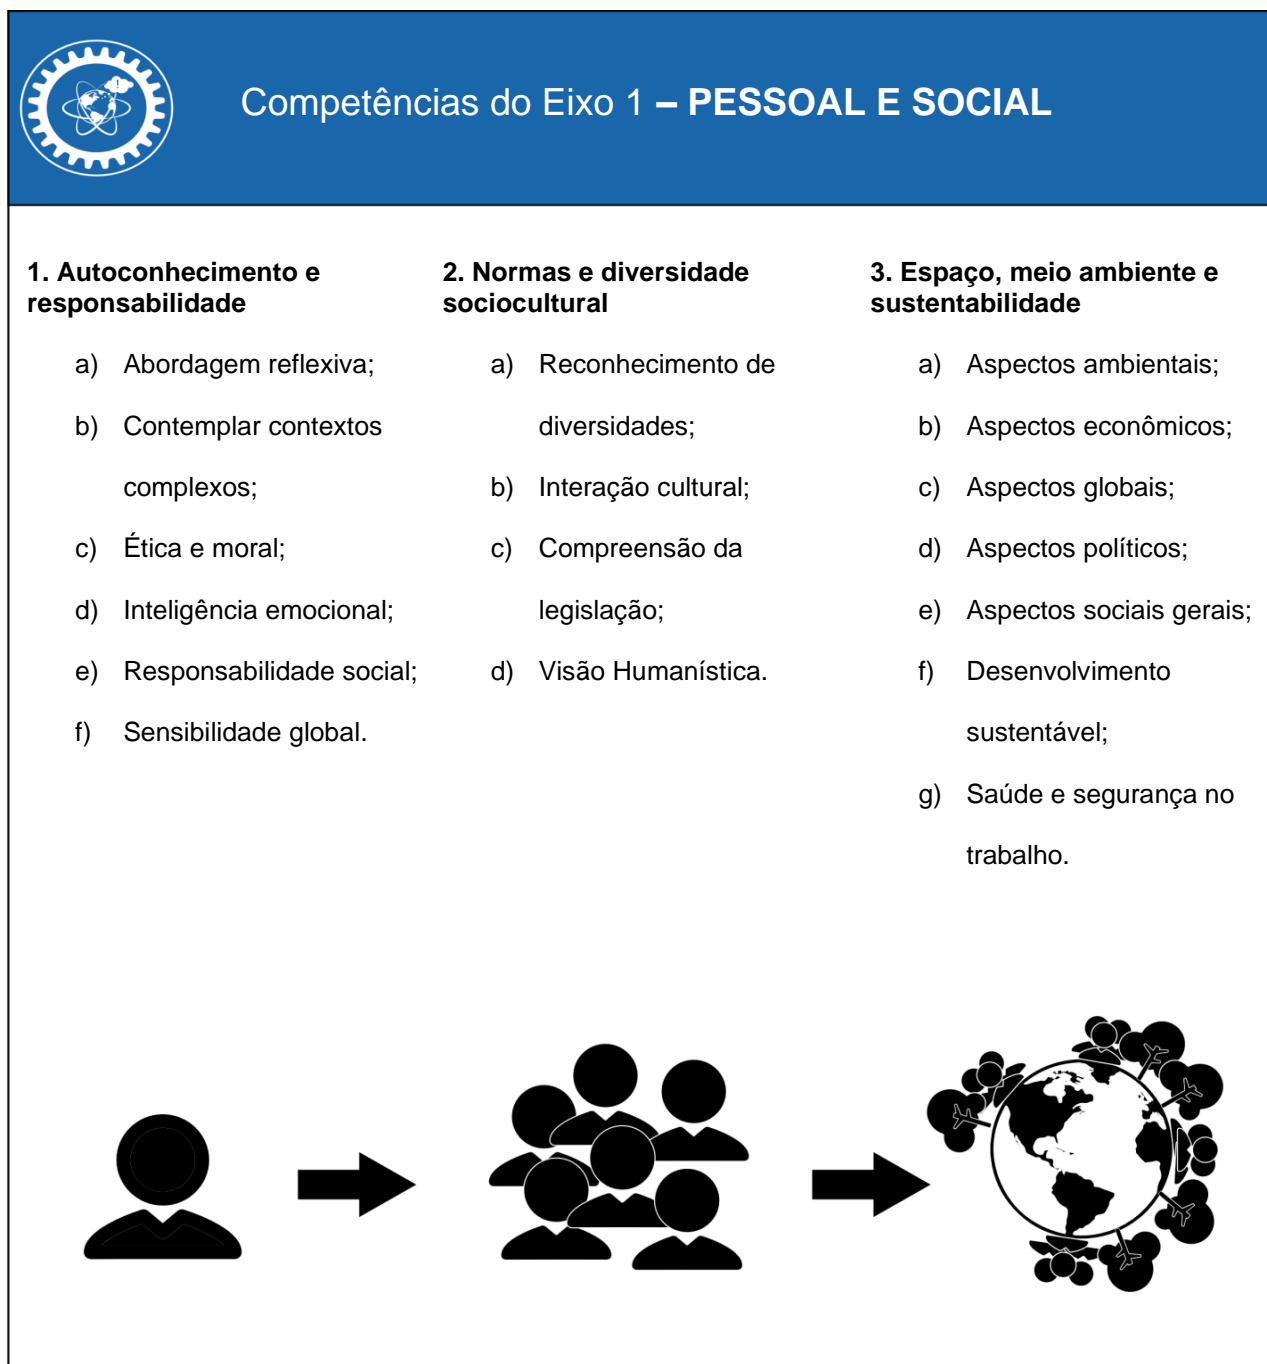 Competências do Eixo 1 – PESSOAL E SOCIAL
1. Autoconhecimento e
responsabilidade
a) Abordagem reflexiva;
b) Contemplar contextos
complexos;
c) Ética e moral;
d) Inteligência emocional;
e) Responsabilidade social;
f) Sensibilidade global.
2. Normas e diversidade
sociocultural
a) Reconhecimento de
diversidades;
b) Interação cultural;
c) Compreensão da
legislação;
d) Visão Humanística.
3. Espaço, meio ambiente e
sustentabilidade
a) Aspectos ambientais;
b) Aspectos econômicos;
c) Aspectos globais;
d) Aspectos políticos;
e) Aspectos sociais gerais;
f) Desenvolvimento
sustentável;
g) Saúde e segurança no
trabalho.